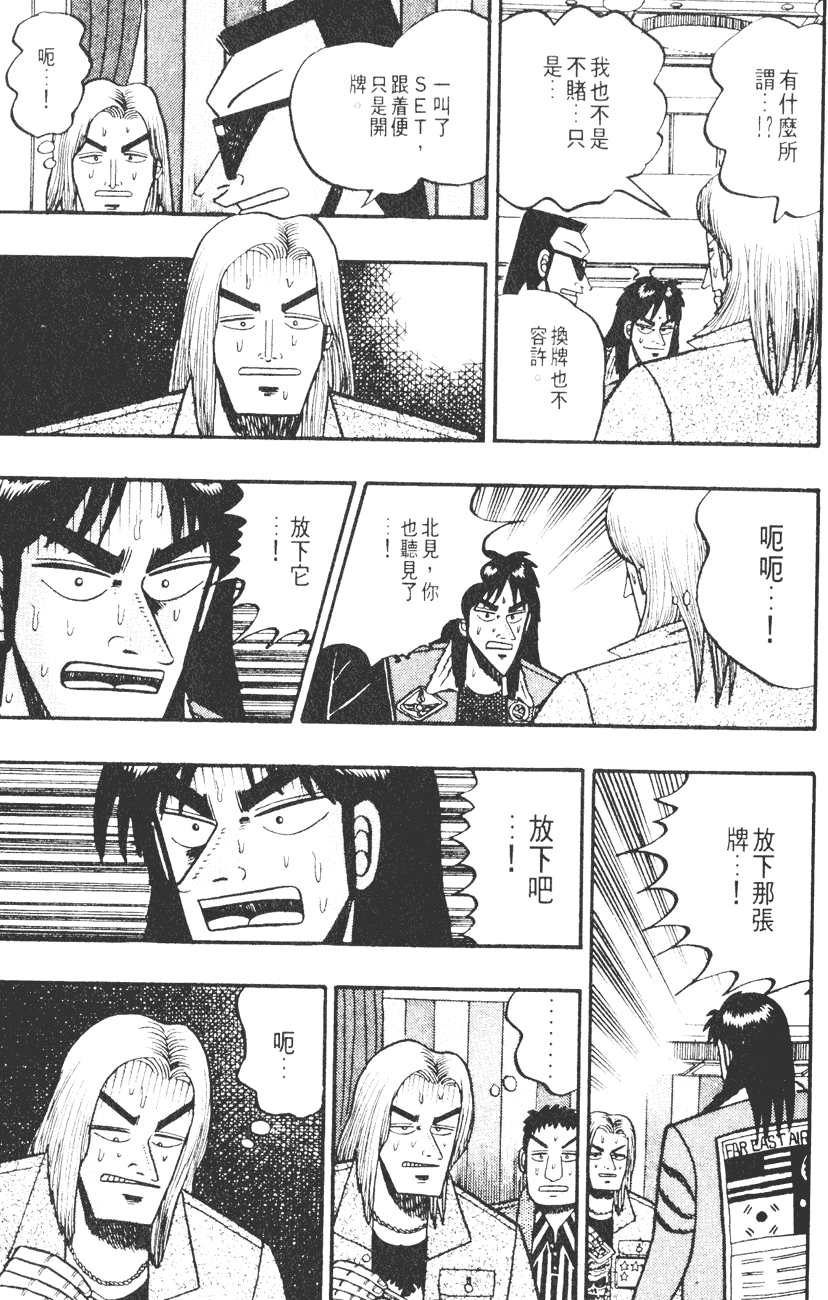 有什麼所
謂⋯!?
我也不是
不賭⋯只
是⋯
換牌也不
容許。
一叫了
SET，
跟着便
只是開
牌。
呃⋯!
呃呃⋯!
北見，你
也聽見了
⋯!
放下它
⋯!
放下那張
牌⋯!
FAR EAST AIR
放下吧
⋯!
⋯⋯⋯
呃⋯